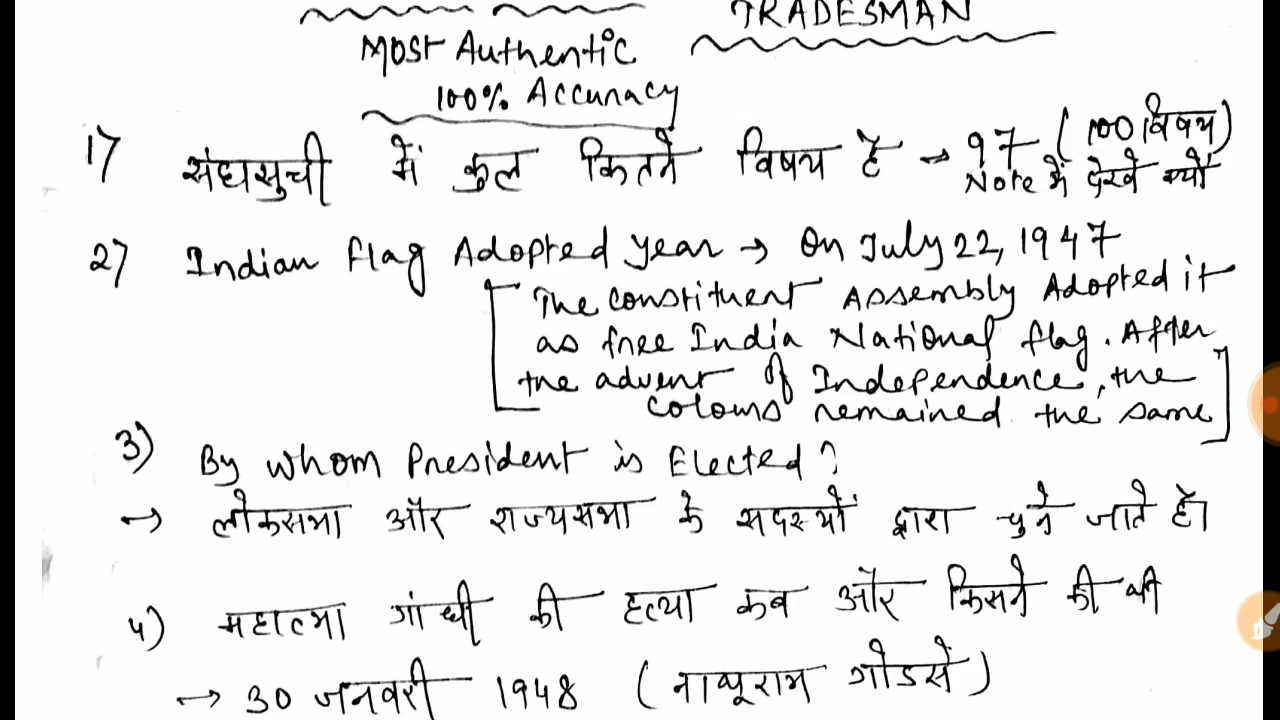 TRADESMAN
Most Authentic
100% Accuracy
1) संघसुची में कुल कितने विषय है → 97 (100 विषय)
Note में देखे क्यों
2) Indian flag Adopted year → On July 22, 1947
[The constituent Assembly Adopted it
as free India National flag. After
the advent of Independence, the
colours remained the same]
3) By whom President is Elected?
→ लोकसभा और राज्यसभा के सदस्यों द्वारा चुने जाते है।
4) महात्मा गांधी की हत्या कब और किसने की थी
→ 30 जनवरी 1948 (नाथूराम गोडसे)